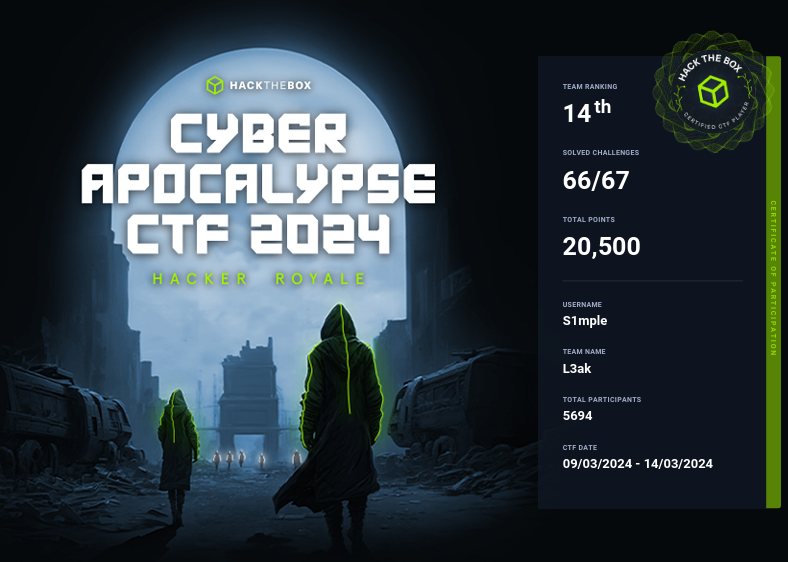 HACKTHEBOX
CYBER
APOCALYPSE
CTF 2024
HACKER ROYALE
HACK THE BOX
CERTIFIED CTF PLAYER
TEAM RANKING
14th
SOLVED CHALLENGES
66/67
TOTAL POINTS
20,500
USERNAME
S1mple
TEAM NAME
L3ak
TOTAL PARTICIPANTS
5694
CTF DATE
09/03/2024 - 14/03/2024
CERTIFICATE OF PARTICIPATION